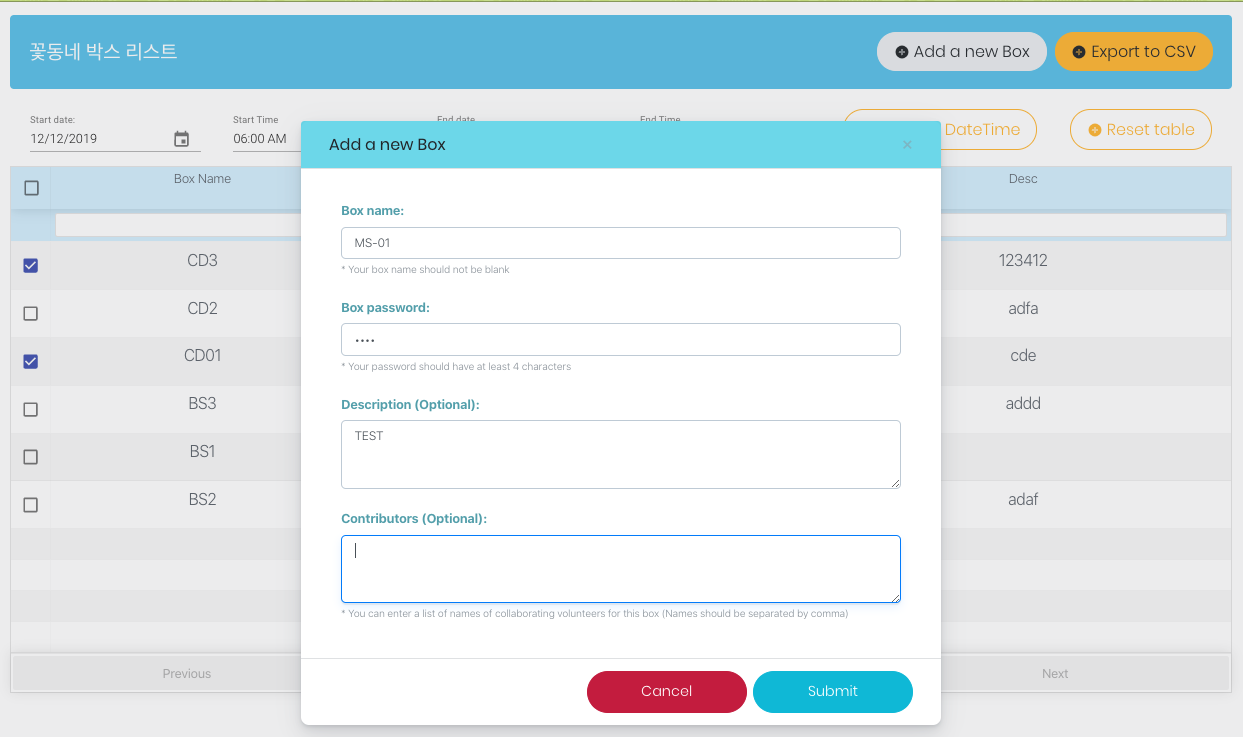 꽃동네 박스 리스트
Add a new Box
Export to CSV
Start date:
Start Time
End date
End Time
12/12/2019
06:00 AM
DateTime
Reset table
Box Name
Desc
CD3
123412
CD2
adfa
CD01
cde
BS3
addd
BS1
BS2
adaf
Previous
Next
Add a new Box
×
Box name:
MS-01
* Your box name should not be blank
Box password:
••••
* Your password should have at least 4 characters
Description (Optional):
TEST
Contributors (Optional):
* You can enter a list of names of collaborating volunteers for this box (Names should be separated by comma)
Cancel
Submit